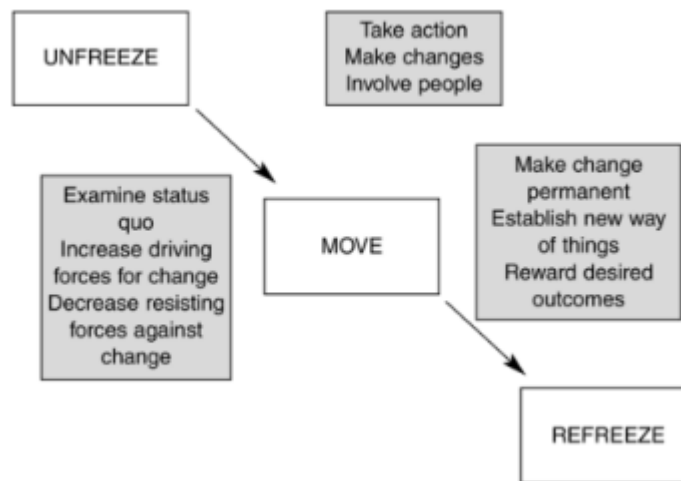 UNFREEZE
Take action
Make changes
Involve people
Examine status
quo
Increase driving
forces for change
Decrease resisting
forces against
change
MOVE
Make change
permanent
Establish new way
of things
Reward desired
outcomes
REFREEZE